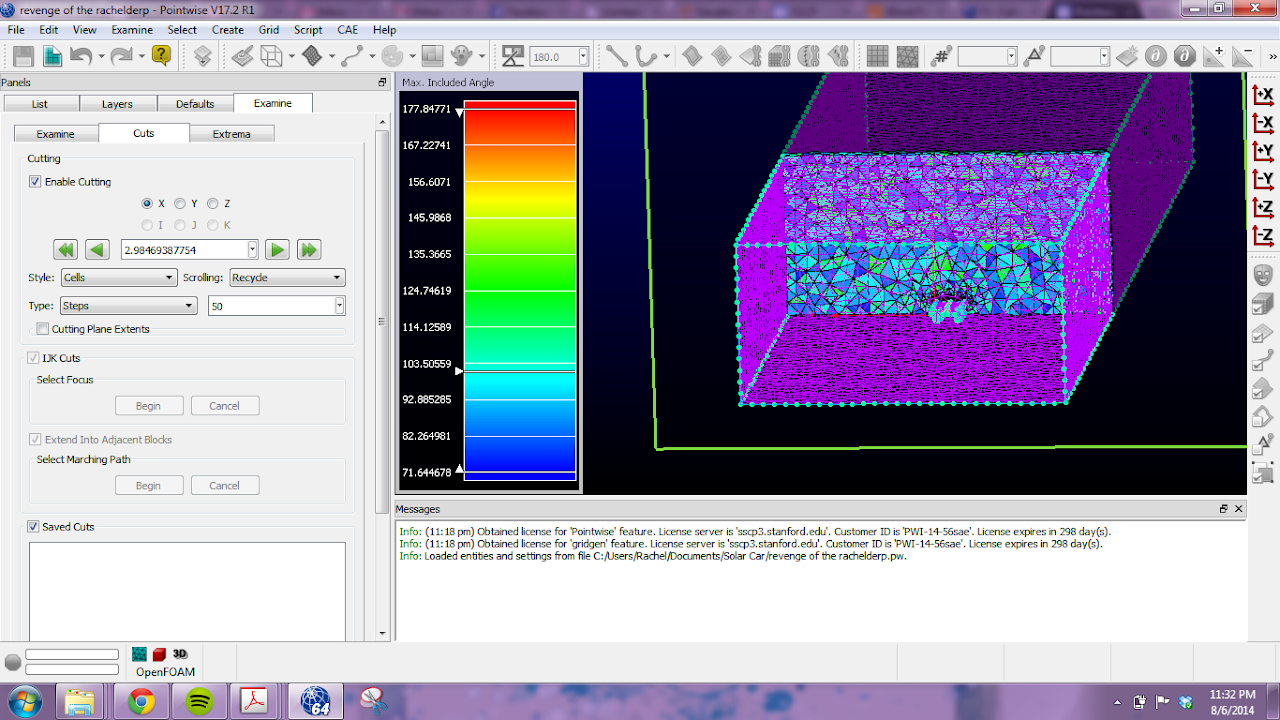 revenge of the rachelderp - Pointwise V17.2 R1
File Edit View Examine Select Create Grid Script CAE Help
180.0
Panels
List Layers Defaults Examine
Examine Cuts Extrema
Cutting
Enable Cutting
X Y Z
I J K
2.98469387754
Style: Cells Scrolling: Recycle
Type: Steps 50
Cutting Plane Extents
IJK Cuts
Select Focus
Begin Cancel
Extend Into Adjacent Blocks
Select Marching Path
Begin Cancel
Saved Cuts
Max. Included Angle
177.84771
167.22741
156.6071
145.9868
135.3665
124.74619
114.12589
103.50559
92.885285
82.264981
71.644678
+X
-X
+Y
-Y
+Z
-Z
Messages
Info: (11:18 pm) Obtained license for 'Pointwise' feature. License server is 'sscp3.stanford.edu'. Customer ID is 'PWI-14-56sae'. License expires in 298 day(s).
Info: (11:18 pm) Obtained license for 'gridgen' feature. License server is 'sscp3.stanford.edu'. Customer ID is 'PWI-14-56sae'. License expires in 298 day(s).
Info: Loaded entities and settings from file C:/Users/Rachel/Documents/Solar Car/revenge of the rachelderp.pw.
3D
OpenFOAM
64
11:32 PM
8/6/2014